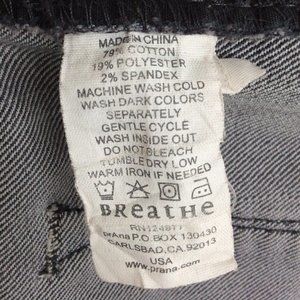 MADE IN CHINA
79% COTTON
19% POLYESTER
2% SPANDEX
MACHINE WASH COLD
WASH DARK COLORS
SEPARATELY
GENTLE CYCLE
WASH INSIDE OUT
DO NOT BLEACH
TUMBLE DRY LOW
WARM IRON IF NEEDED
BREATHE
RN124811
prAna P.O. BOX 130430
CARLSBAD, CA 92013
USA
www.prana.com